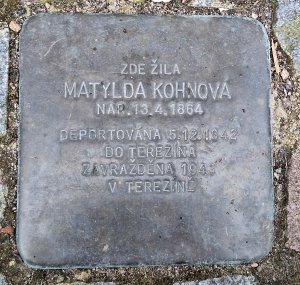 ZDE ŽILA
MATYLDA KOHNOVÁ
NAR. 13.4.1864
DEPORTOVÁNA 5.12.1942
DO TEREZÍNA
ZAVRAŽDĚNA
V TEREZÍNĚ